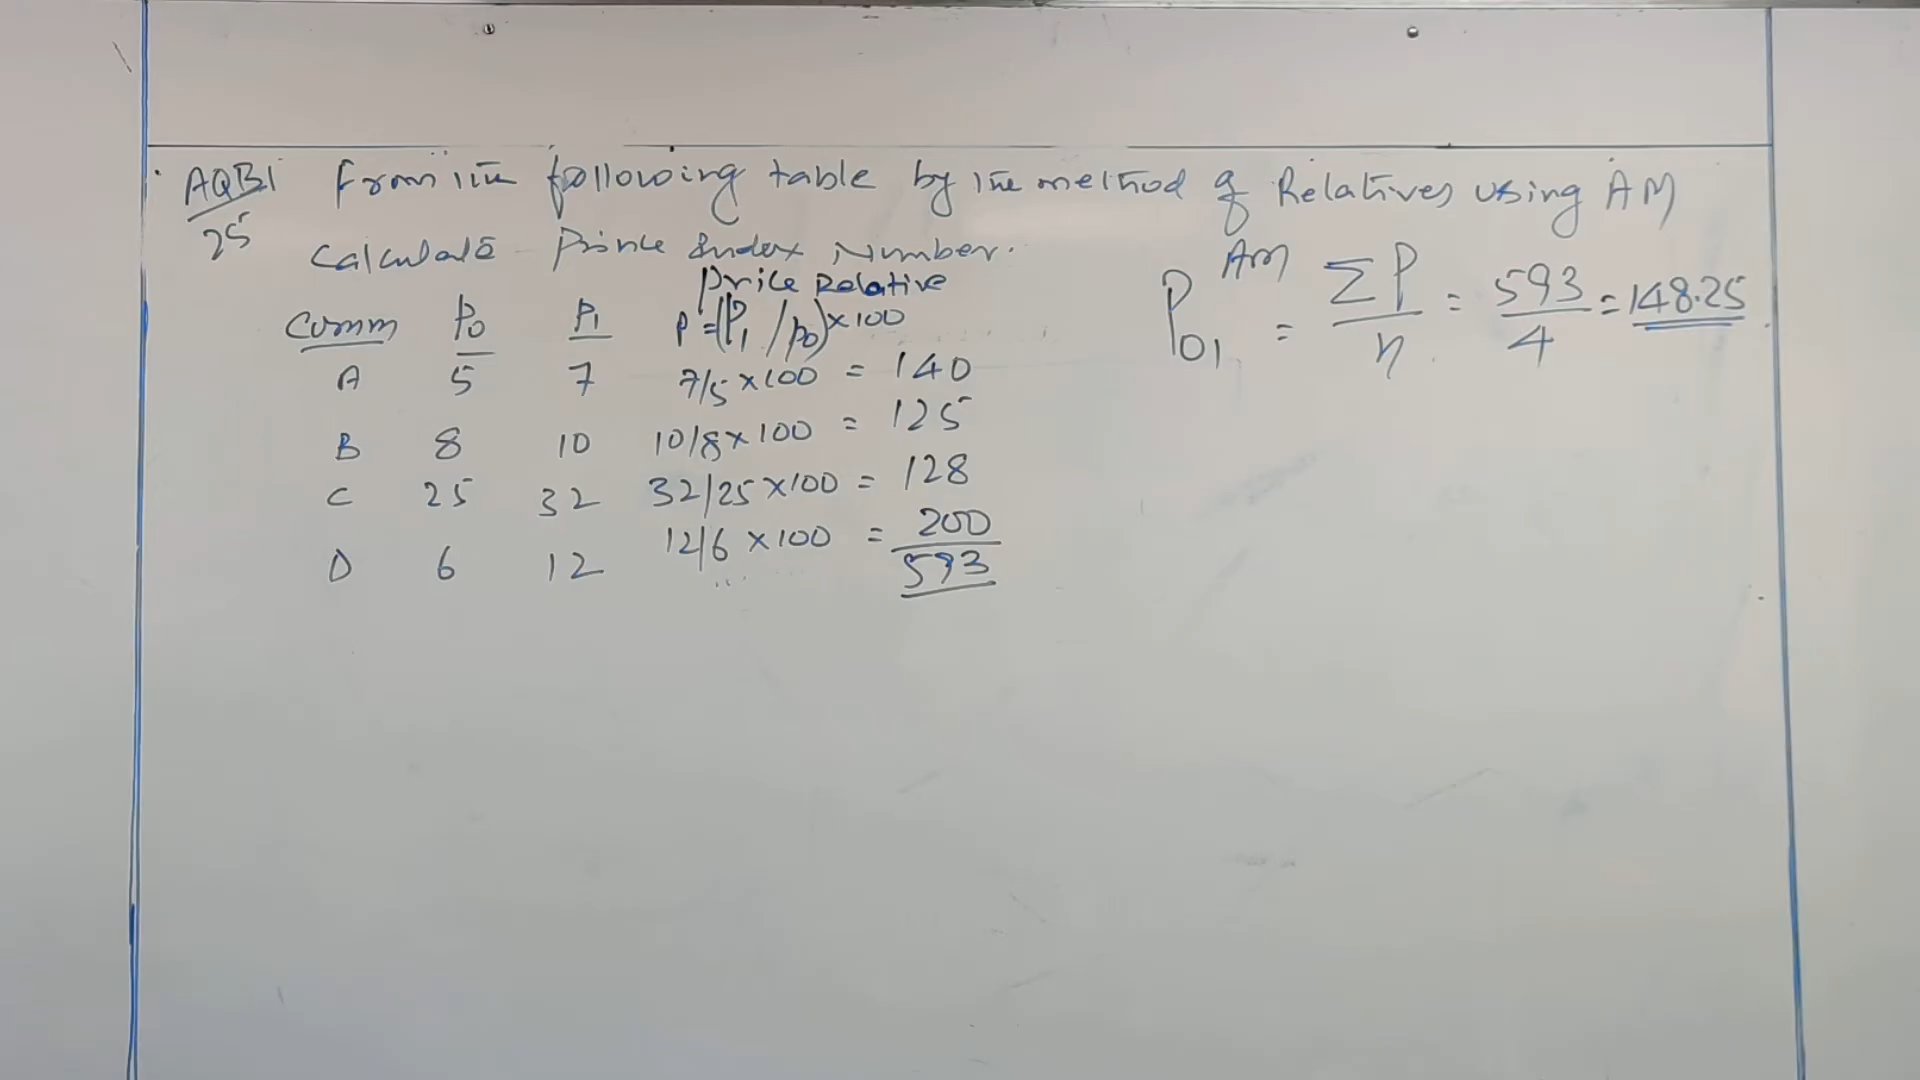 AQB1 From the following table by the method of Relatives using AM
25
Calculate Price Index Number.
Price Relative
Comm P0 P1 P=(P1/p0)×100
A 5 7 7/5×100 = 140
B 8 10 10/8×100 = 125
C 25 32 32/25×100 = 128
D 6 12 12/6×100 = 200
593
P01 AM = ΣP/n = 593/4 = 148.25